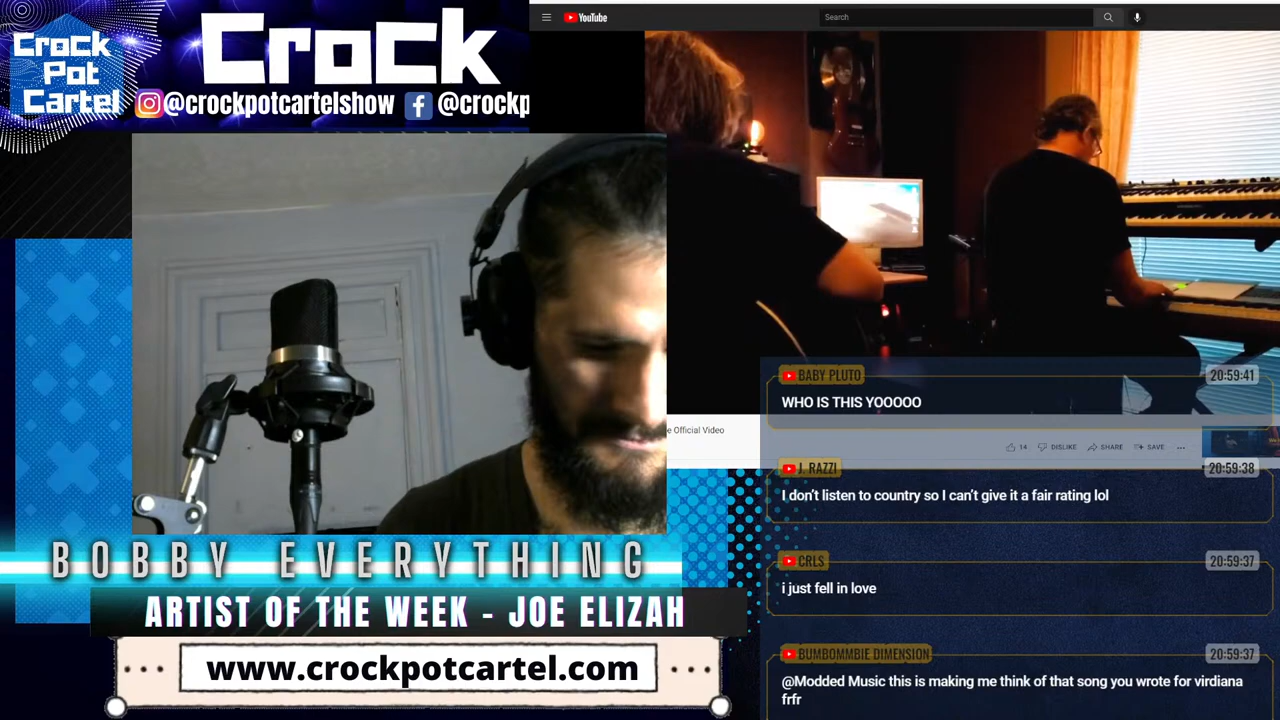 Crock
Pot
Cartel
Crock
@crockpotcartelshow @crockp
YouTube
Search
e Official Video
14 DISLIKE SHARE SAVE
BABY PLUTO 20:59:41
WHO IS THIS YOOOOO
J. RAZZI 20:59:38
I don't listen to country so I can't give it a fair rating lol
CRLS 20:59:37
i just fell in love
BUMBOMMBIE DIMENSION 20:59:37
@Modded Music this is making me think of that song you wrote for virdiana
frfr
BOBBY EVERYTHING
ARTIST OF THE WEEK - JOE ELIZAH
www.crockpotcartel.com